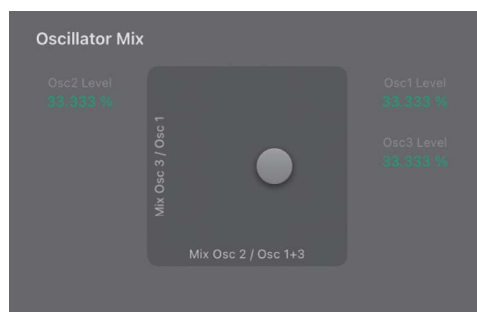 Oscillator Mix
Osc2 Level
33.333 %
Mix Osc 3 / Osc 1
Mix Osc 2 / Osc 1+3
Osc1 Level
33.333 %
Osc3 Level
33.333 %